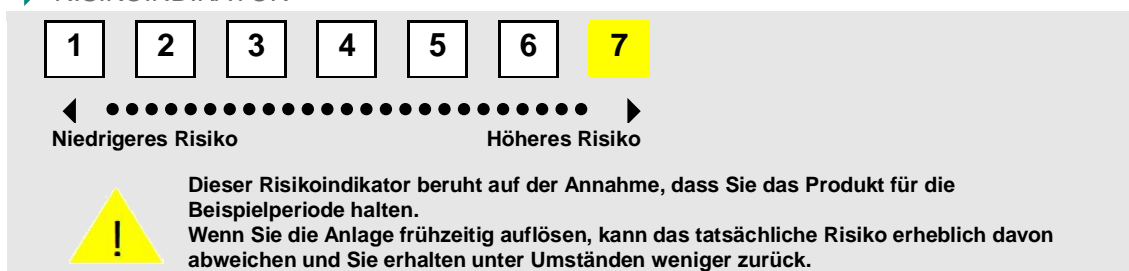 1 2 3 4 5 6 7
Niedrigeres Risiko Höheres Risiko
Dieser Risikoindikator beruht auf der Annahme, dass Sie das Produkt für die
Beispielperiode halten.
! Wenn Sie die Anlage frühzeitig auflösen, kann das tatsächliche Risiko erheblich davon
abweichen und Sie erhalten unter Umständen weniger zurück.